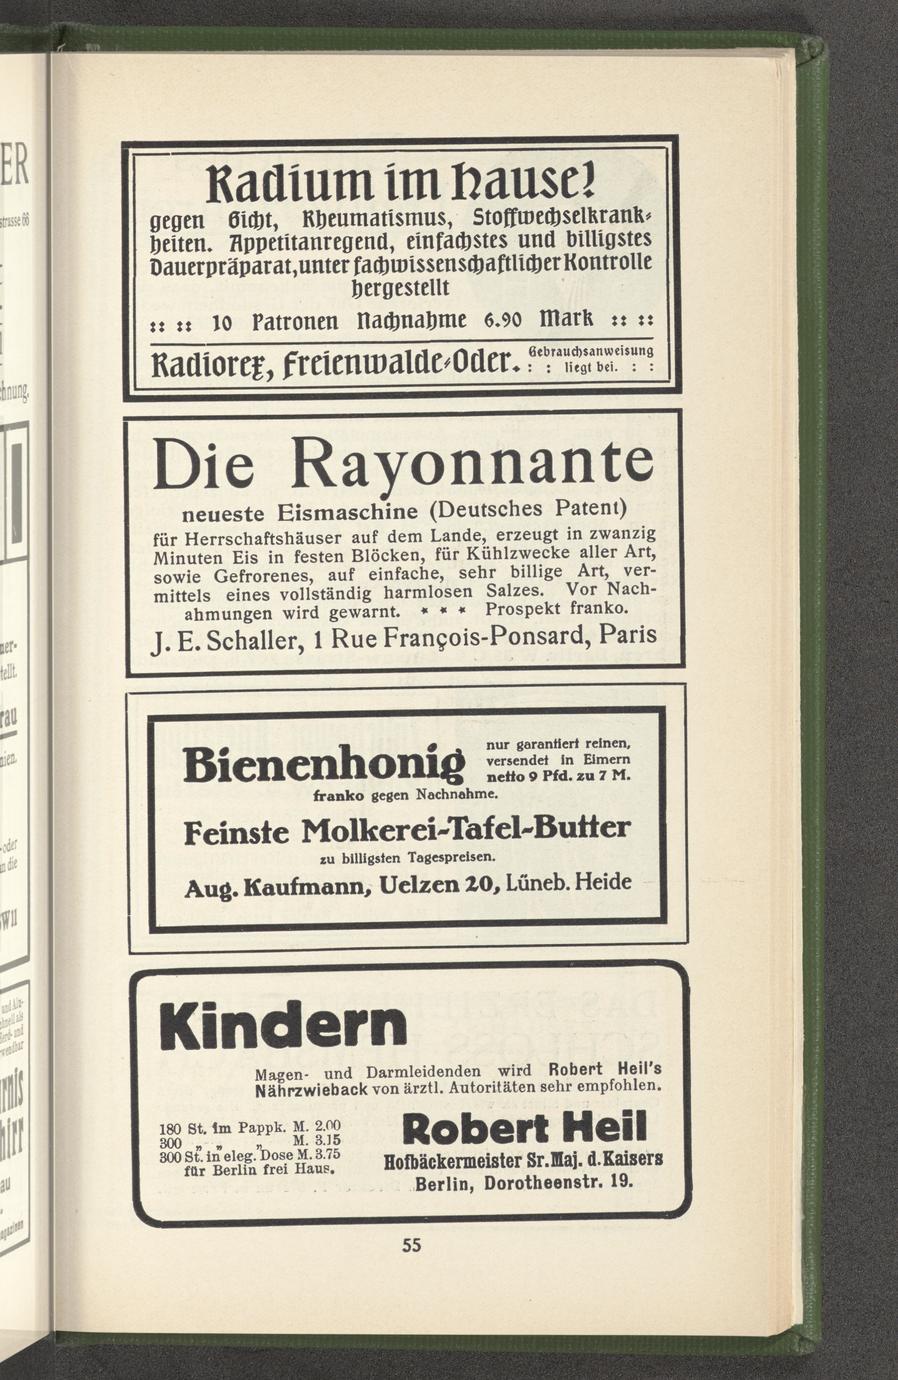 Radium im Hause!
gegen Gicht, Rheumatismus, Stoffwechselkrank-
heiten. Appetitanregend, einfachstes und billigstes
Dauerpräparat, unter fachwissenschaftlicher Kontrolle
hergestellt
:: :: 10 Patronen Nachnahme 6.90 Mark :: ::
Radiorex, Freienwalde-Oder. Gebrauchsanweisung
: : liegt bei. : :
Die Rayonnante
neueste Eismaschine (Deutsches Patent)
für Herrschaftshäuser auf dem Lande, erzeugt in zwanzig
Minuten Eis in festen Blöcken, für Kühlzwecke aller Art,
sowie Gefrorenes, auf einfache, sehr billige Art, ver-
mittels eines vollständig harmlosen Salzes. Vor Nach-
ahmungen wird gewarnt. * * * Prospekt franko.
J. E. Schaller, 1 Rue François-Ponsard, Paris
Bienenhonig nur garantiert reinen,
versendet in Eimern
netto 9 Pfd. zu 7 M.
franko gegen Nachnahme.
Feinste Molkerei-Tafel-Butter
zu billigsten Tagespreisen.
Aug. Kaufmann, Uelzen 20, Lüneb. Heide
Kindern
Magen- und Darmleidenden wird Robert Heil's
Nährzwieback von ärztl. Autoritäten sehr empfohlen.
180 St. im Pappk. M. 2.00
300 „ „ „ M. 3.15
300 St. in eleg. Dose M. 3.75
für Berlin frei Haus.
Robert Heil
Hofbäckermeister Sr. Maj. d. Kaisers
Berlin, Dorotheenstr. 19.
55